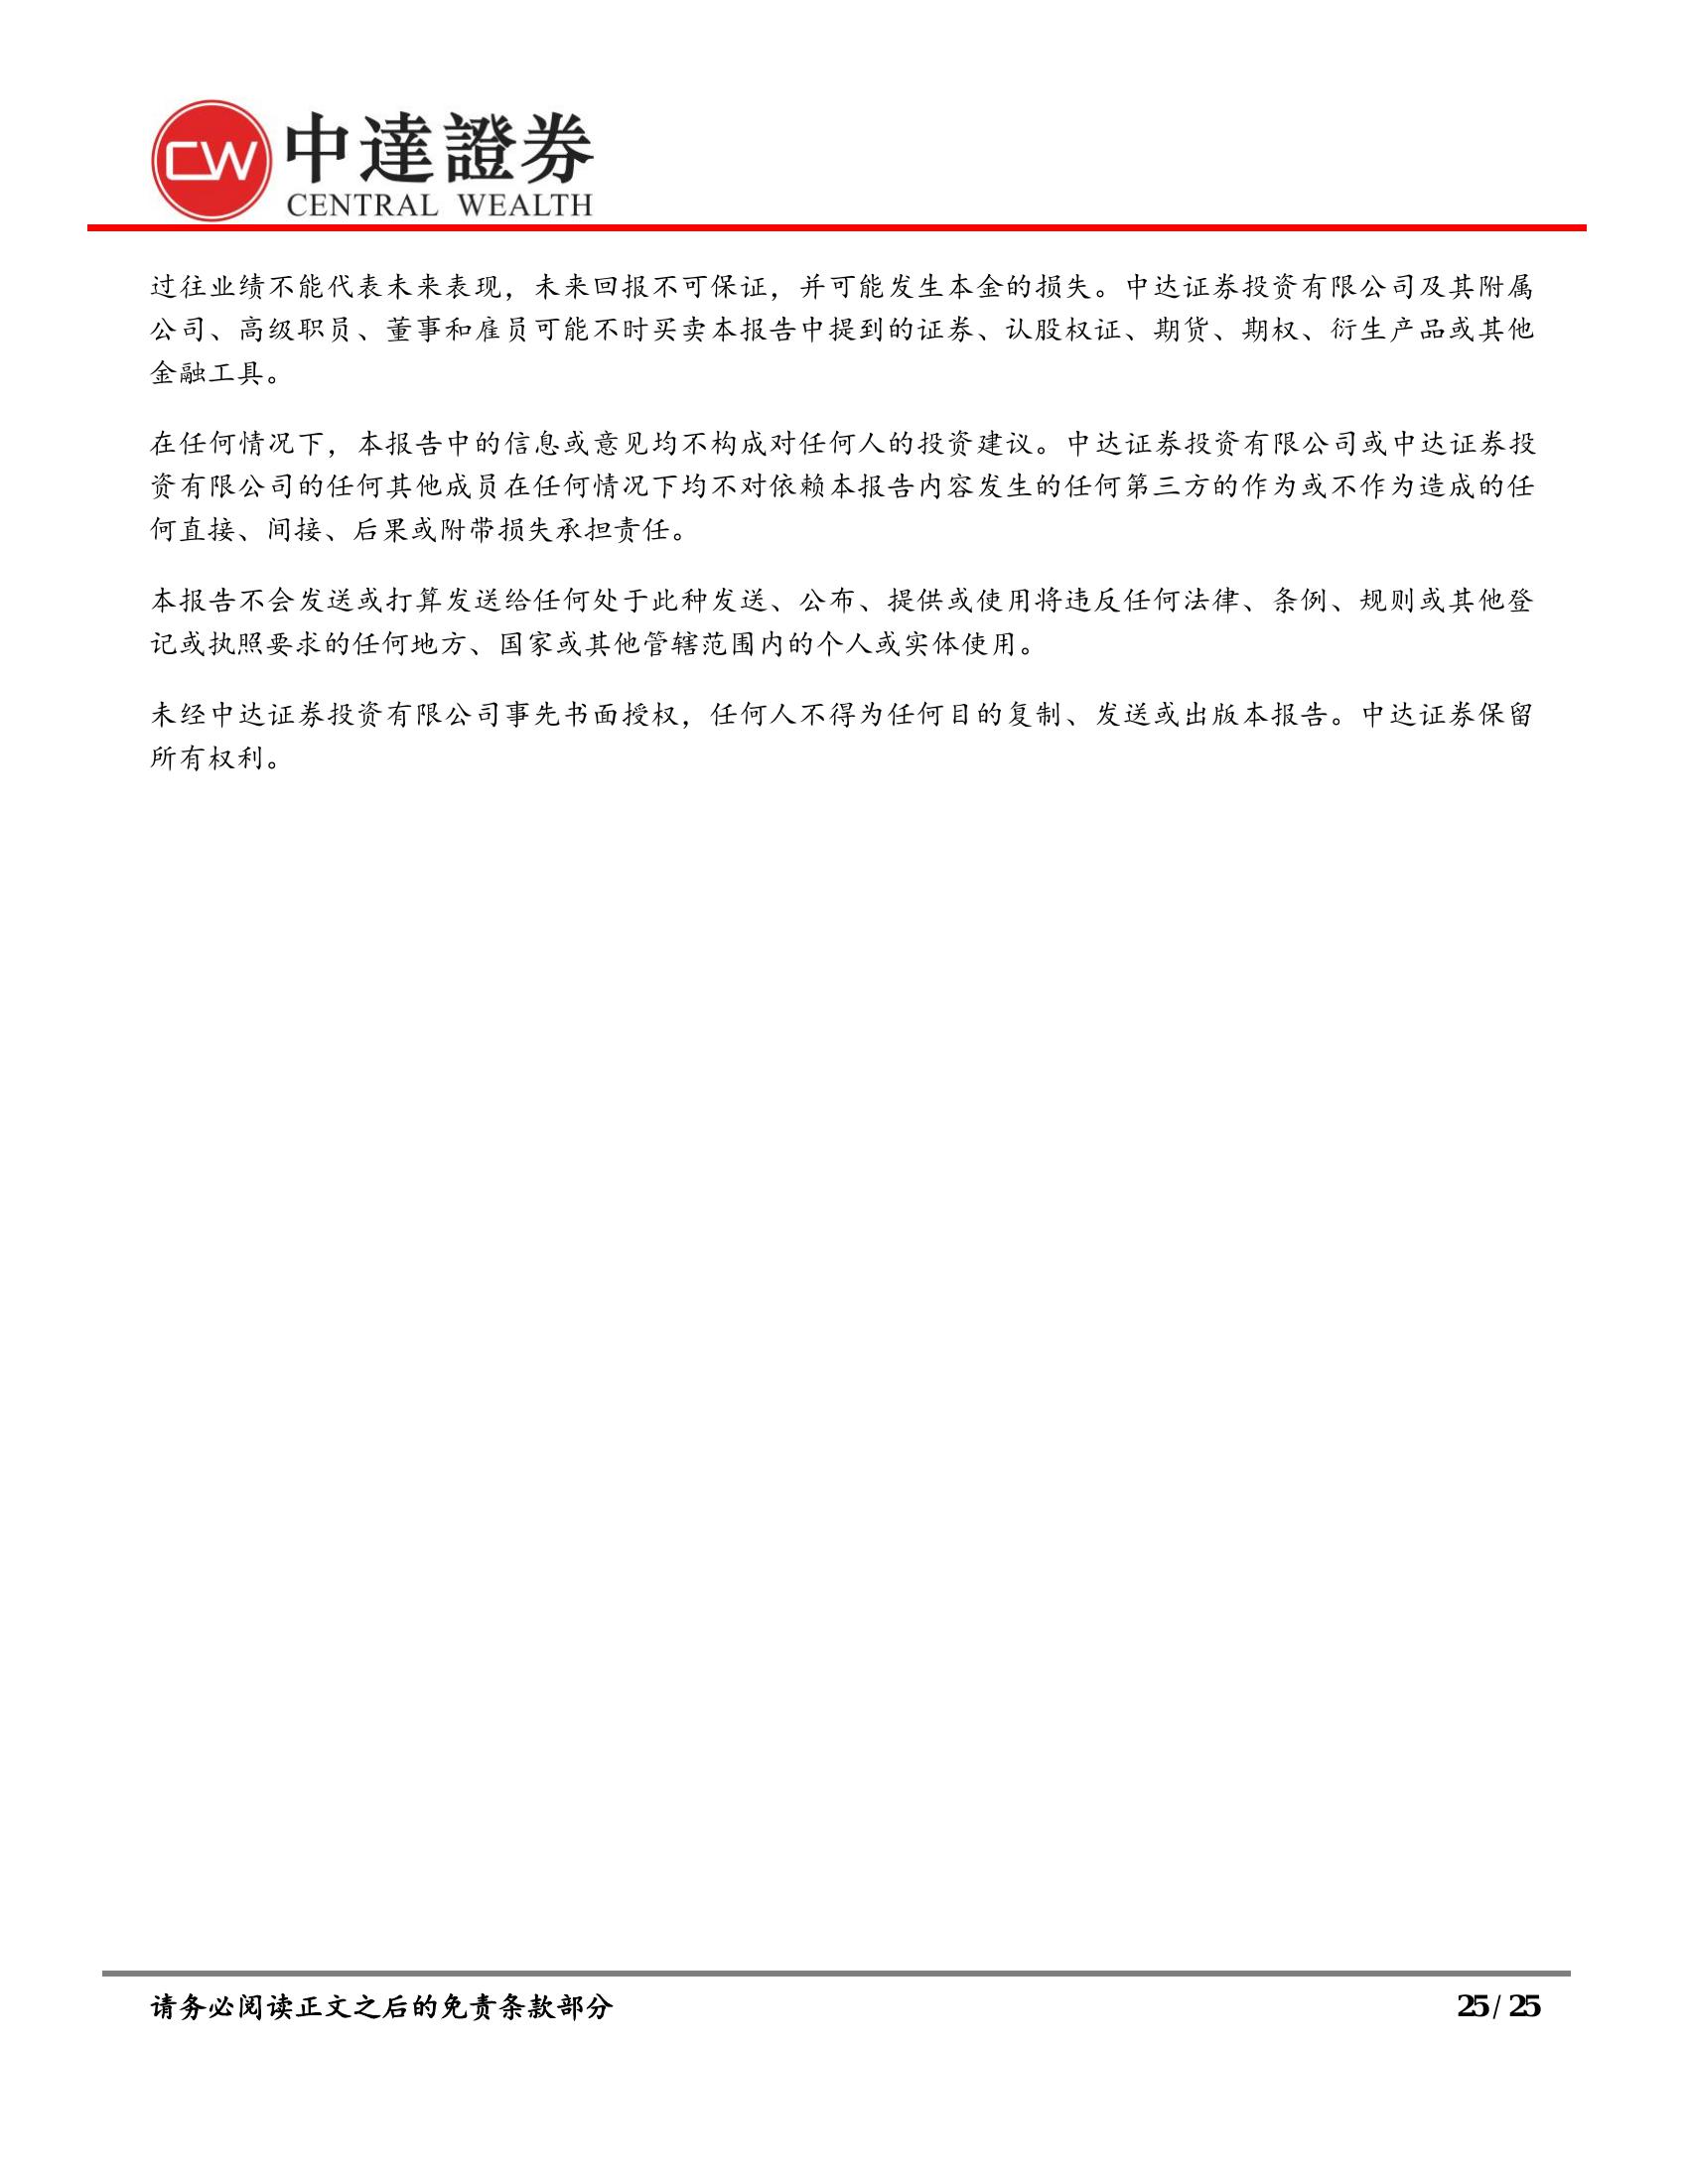 CW
中達證券
CENTRAL WEALTH
过往业绩不能代表未来表现，未来回报不可保证，并可能发生本金的损失。中达证券投资有限公司及其附属
公司、高级职员、董事和雇员可能不时买卖本报告中提到的证券、认股权证、期货、期权、衍生产品或其他
金融工具。
在任何情况下，本报告中的信息或意见均不构成对任何人的投资建议。中达证券投资有限公司或中达证券投
资有限公司的任何其他成员在任何情况下均不对依赖本报告内容发生的任何第三方的作为或不作为造成的任
何直接、间接、后果或附带损失承担责任。
本报告不会发送或打算发送给任何处于此种发送、公布、提供或使用将违反任何法律、条例、规则或其他登
记或执照要求的任何地方、国家或其他管辖范围内的个人或实体使用。
未经中达证券投资有限公司事先书面授权，任何人不得为任何目的复制、发送或出版本报告。中达证券保留
所有权利。
请务必阅读正文之后的免责条款部分
25 / 25